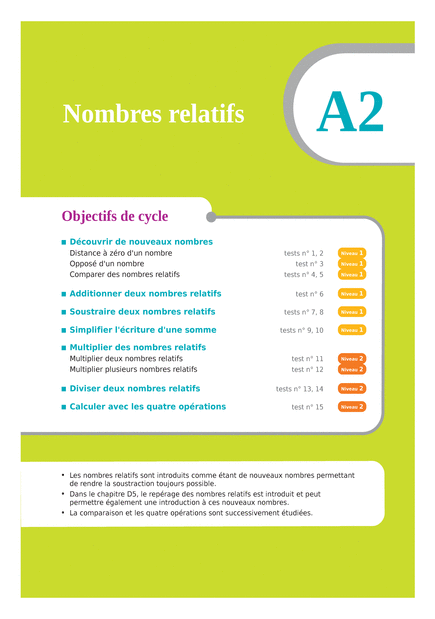 Nombres relatifs
A2
Objectifs de cycle
Découvrir de nouveaux nombres
Distance à zéro d'un nombre tests n° 1, 2 Niveau 1
Opposé d'un nombre test n° 3 Niveau 1
Comparer des nombres relatifs tests n° 4, 5 Niveau 1
Additionner deux nombres relatifs test n° 6 Niveau 1
Soustraire deux nombres relatifs tests n° 7, 8 Niveau 1
Simplifier l'écriture d'une somme tests n° 9, 10 Niveau 1
Multiplier des nombres relatifs
Multiplier deux nombres relatifs test n° 11 Niveau 2
Multiplier plusieurs nombres relatifs test n° 12 Niveau 2
Diviser deux nombres relatifs tests n° 13, 14 Niveau 2
Calculer avec les quatre opérations test n° 15 Niveau 2
• Les nombres relatifs sont introduits comme étant de nouveaux nombres permettant
de rendre la soustraction toujours possible.
• Dans le chapitre D5, le repérage des nombres relatifs est introduit et peut
permettre également une introduction à ces nouveaux nombres.
• La comparaison et les quatre opérations sont successivement étudiées.